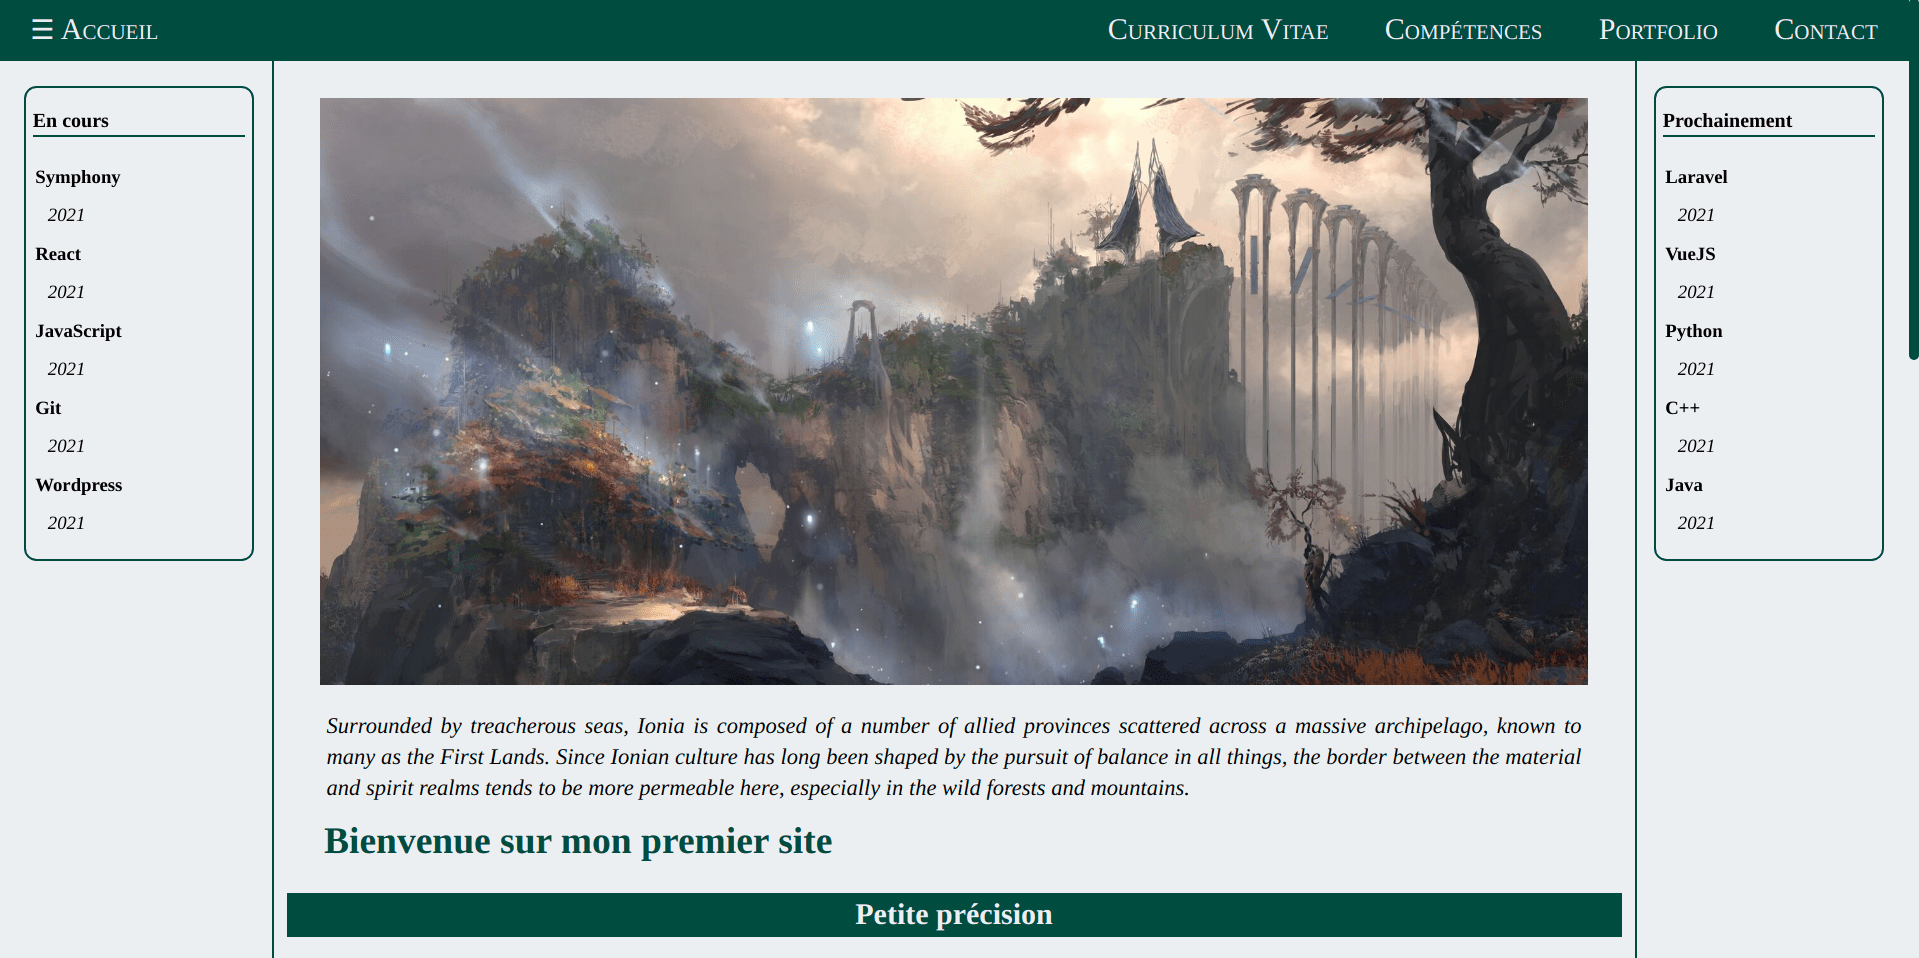 ☰ Accueil
Curriculum Vitae
Compétences
Portfolio
Contact
En cours
Symphony
2021
React
2021
JavaScript
2021
Git
2021
Wordpress
2021
Surrounded by treacherous seas, Ionia is composed of a number of allied provinces scattered across a massive archipelago, known to
many as the First Lands. Since Ionian culture has long been shaped by the pursuit of balance in all things, the border between the material
and spirit realms tends to be more permeable here, especially in the wild forests and mountains.
Bienvenue sur mon premier site
Petite précision
Prochainement
Laravel
2021
VueJS
2021
Python
2021
C++
2021
Java
2021